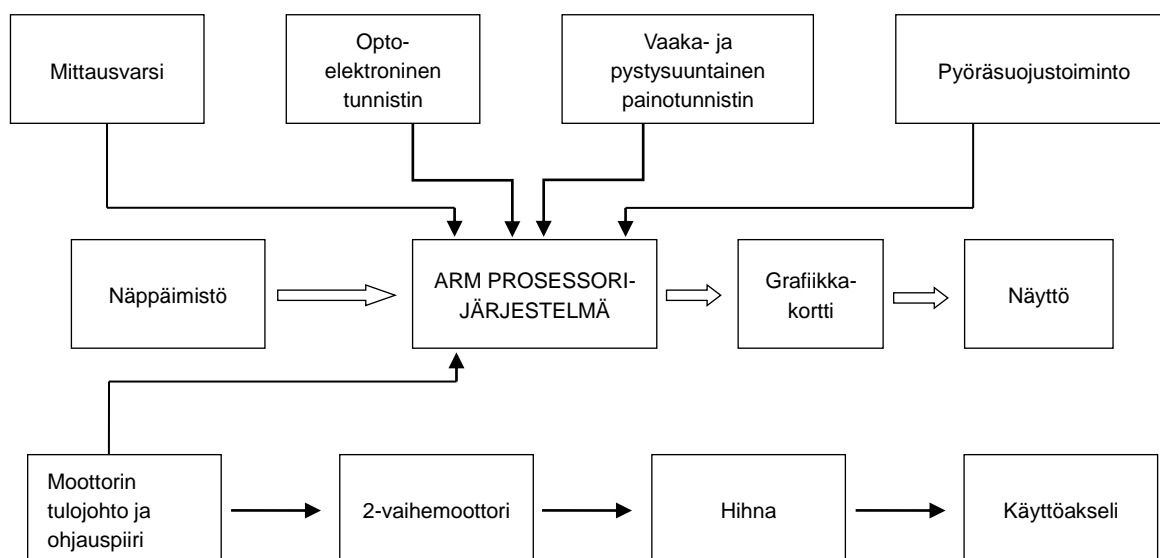 Mittausvarsi
Opto-
elektroninen
tunnistin
Vaaka- ja
pystysuuntainen
painotunnistin
Pyöräsuojustoiminto
Näppäimistö
ARM PROSESSORI-
JÄRJESTELMÄ
Grafiikka-
kortti
Näyttö
Moottorin
tulojohto ja
ohjauspiiri
2-vaihemoottori
Hihna
Käyttöakseli